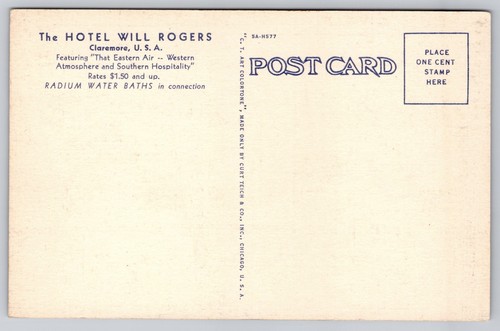 The HOTEL WILL ROGERS
Claremore, U. S. A.
Featuring "That Eastern Air -- Western
Atmosphere and Southern Hospitality"
Rates $1.50 and up.
RADIUM WATER BATHS in connection
"C. T. ART COLORTONE", MADE ONLY BY CURT TEICH & CO., INC., CHICAGO, U. S. A.
5A-H577
POST CARD
PLACE
ONE CENT
STAMP
HERE